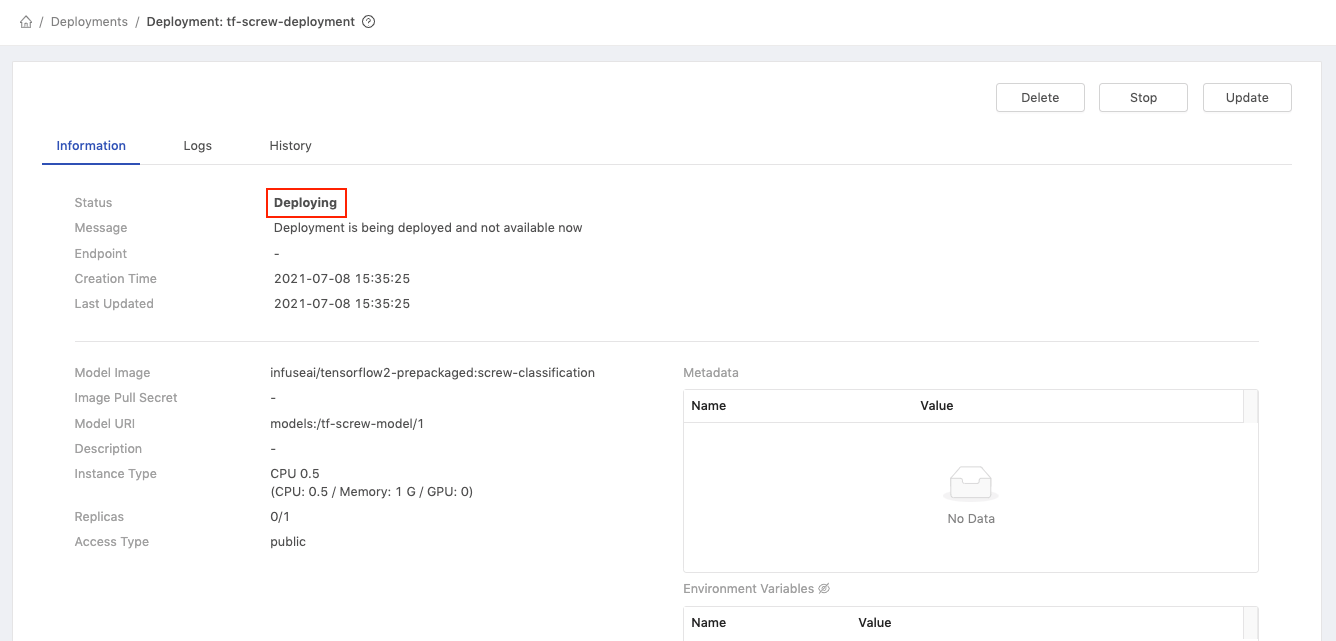 / Deployments / Deployment: tf-screw-deployment
Delete Stop Update
Information Logs History
Status Deploying
Message Deployment is being deployed and not available now
Endpoint -
Creation Time 2021-07-08 15:35:25
Last Updated 2021-07-08 15:35:25
Model Image infuseai/tensorflow2-prepackaged:screw-classification
Image Pull Secret -
Model URI models:/tf-screw-model/1
Description -
Instance Type CPU 0.5
(CPU: 0.5 / Memory: 1 G / GPU: 0)
Replicas 0/1
Access Type public
Metadata
Name Value
No Data
Environment Variables
Name Value